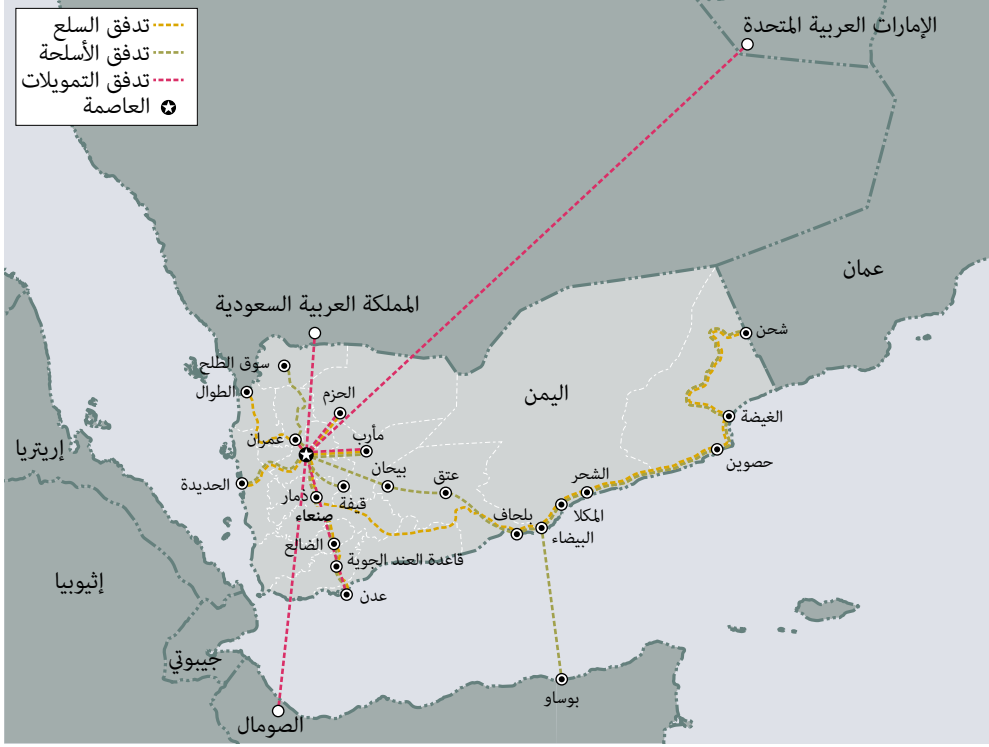 تدفق السلع
تدفق الأسلحة
تدفق التمويلات
العاصمة
الإمارات العربية المتحدة
عمان
المملكة العربية السعودية
شحن
سوق الطلح
الطوال
الحزم
اليمن
الغيضة
عمران
مأرب
إريتريا
حصوين
بيحان
عتق
الشحر
الحديدة
ذمار
قيفة
المكلا
صنعاء
بلحاف
البيضاء
الضالع
قاعدة العند الجوية
إثيوبيا
عدن
جيبوتي
بوساو
الصومال